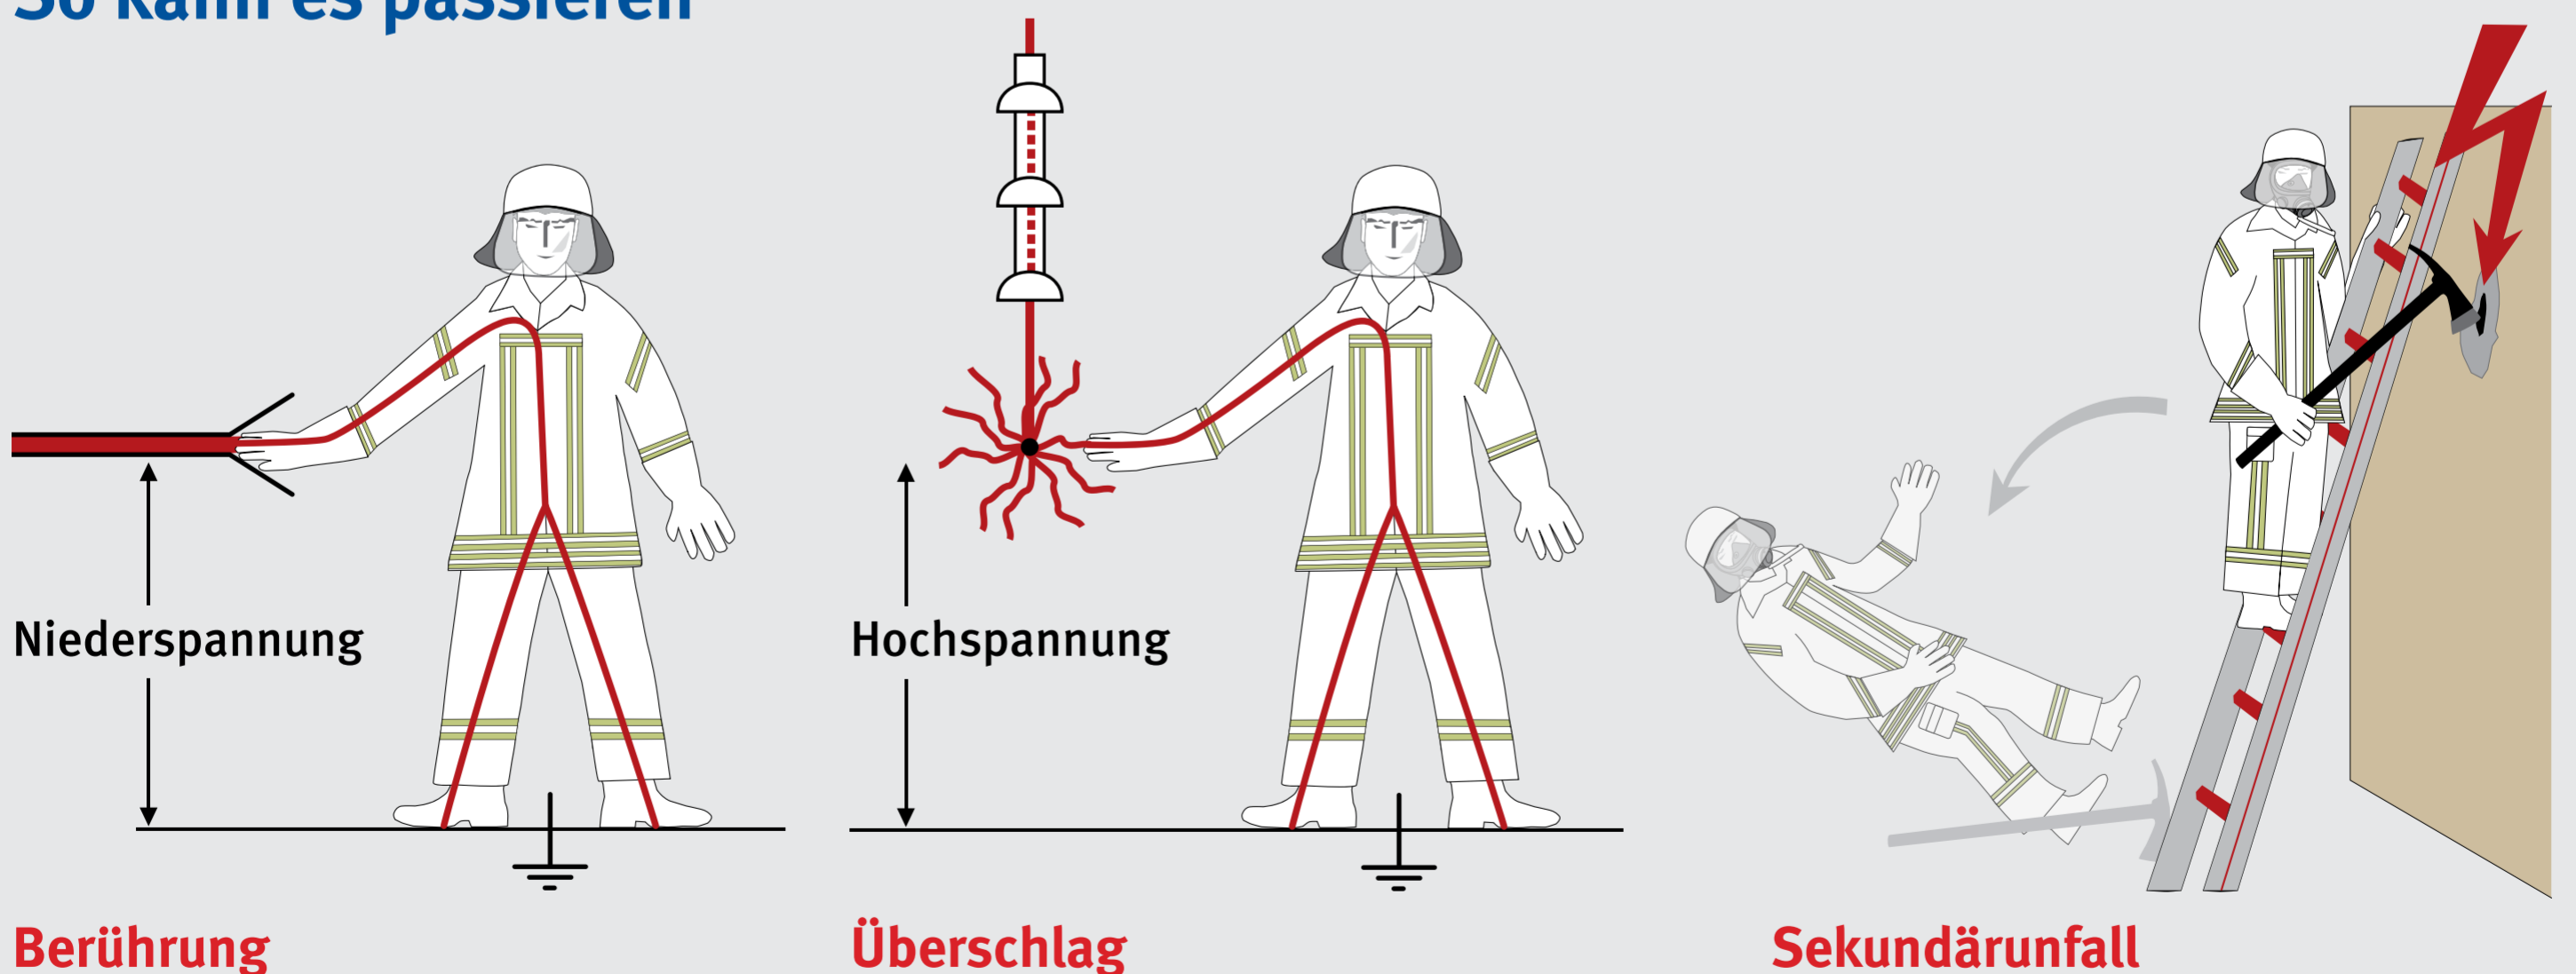 So kann es passieren
Niederspannung
Hochspannung
Berührung
Überschlag
Sekundärunfall